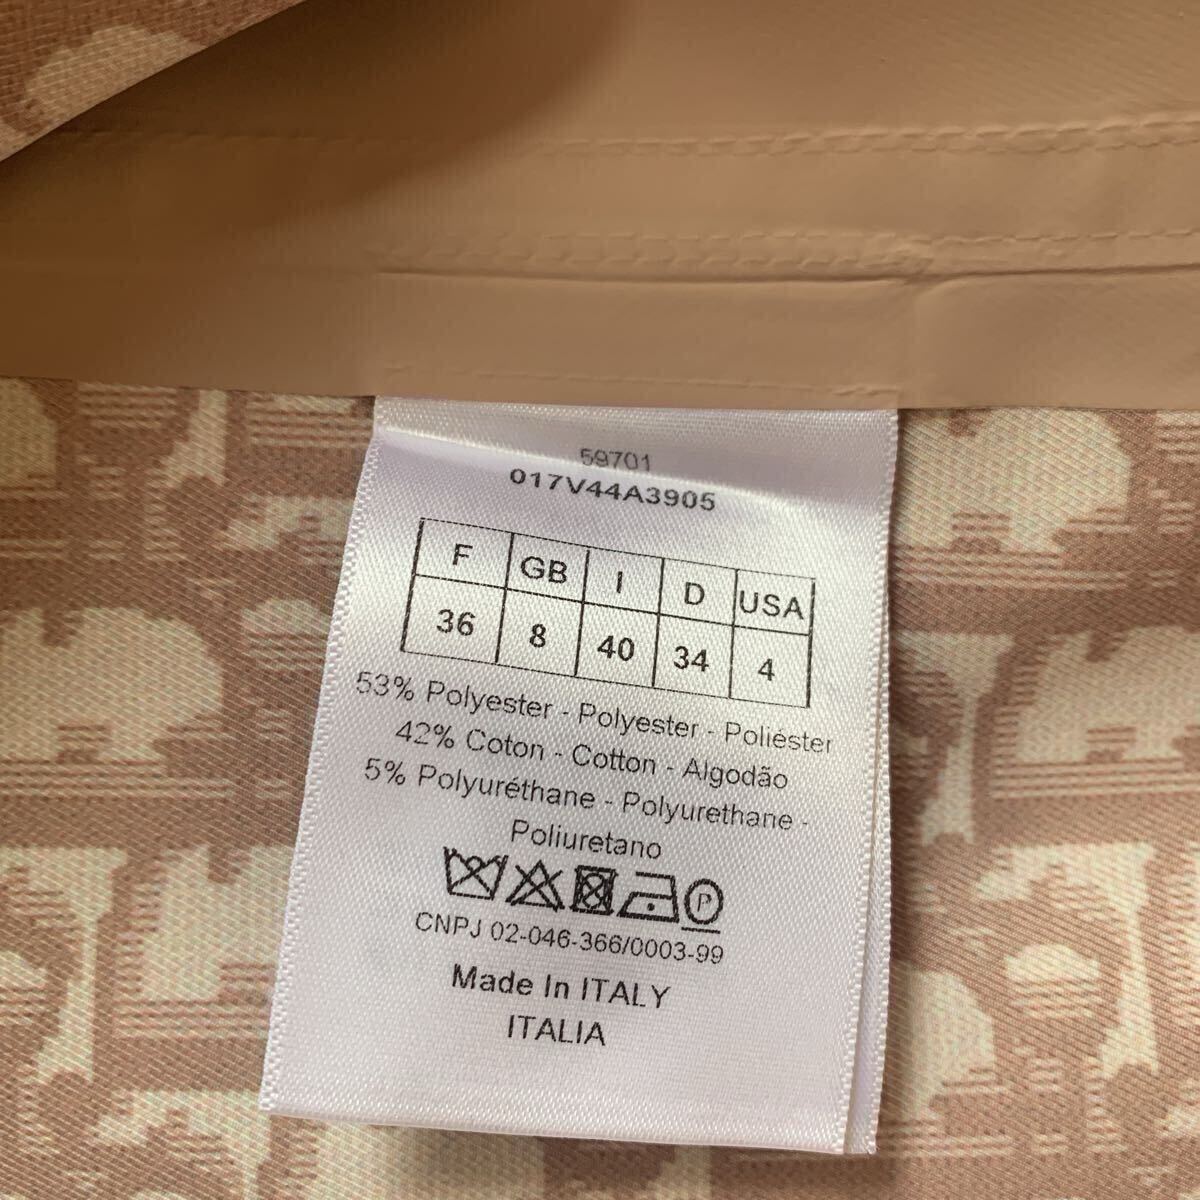 59701
017V44A3905
F GB I D USA
36 8 40 34 4
53% Polyester - Polyester - Poliéster
42% Coton - Cotton - Algodão
5% Polyuréthane - Polyurethane -
Poliuretano
P
CNPJ 02-046-366/0003-99
Made In ITALY
ITALIA